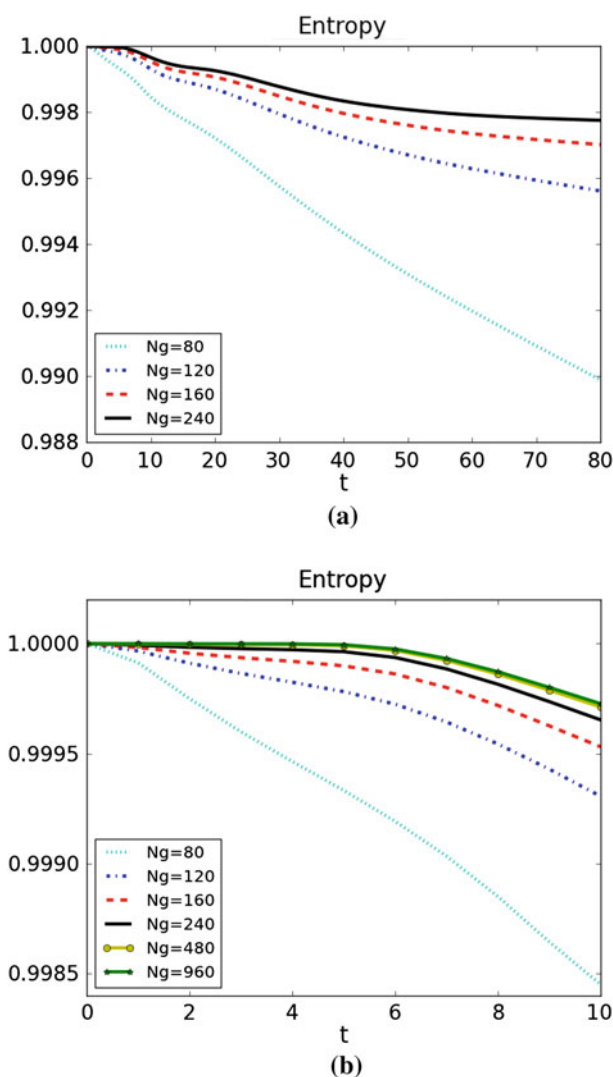 Entropy
1.000
0.998
0.996
0.994
0.992
0.990
0.988
Ng=80
Ng=120
Ng=160
Ng=240
0 10 20 30 40 50 60 70 80
t
(a)
Entropy
1.0000
0.9995
0.9990
0.9985
Ng=80
Ng=120
Ng=160
Ng=240
Ng=480
Ng=960
0 2 4 6 8 10
t
(b)